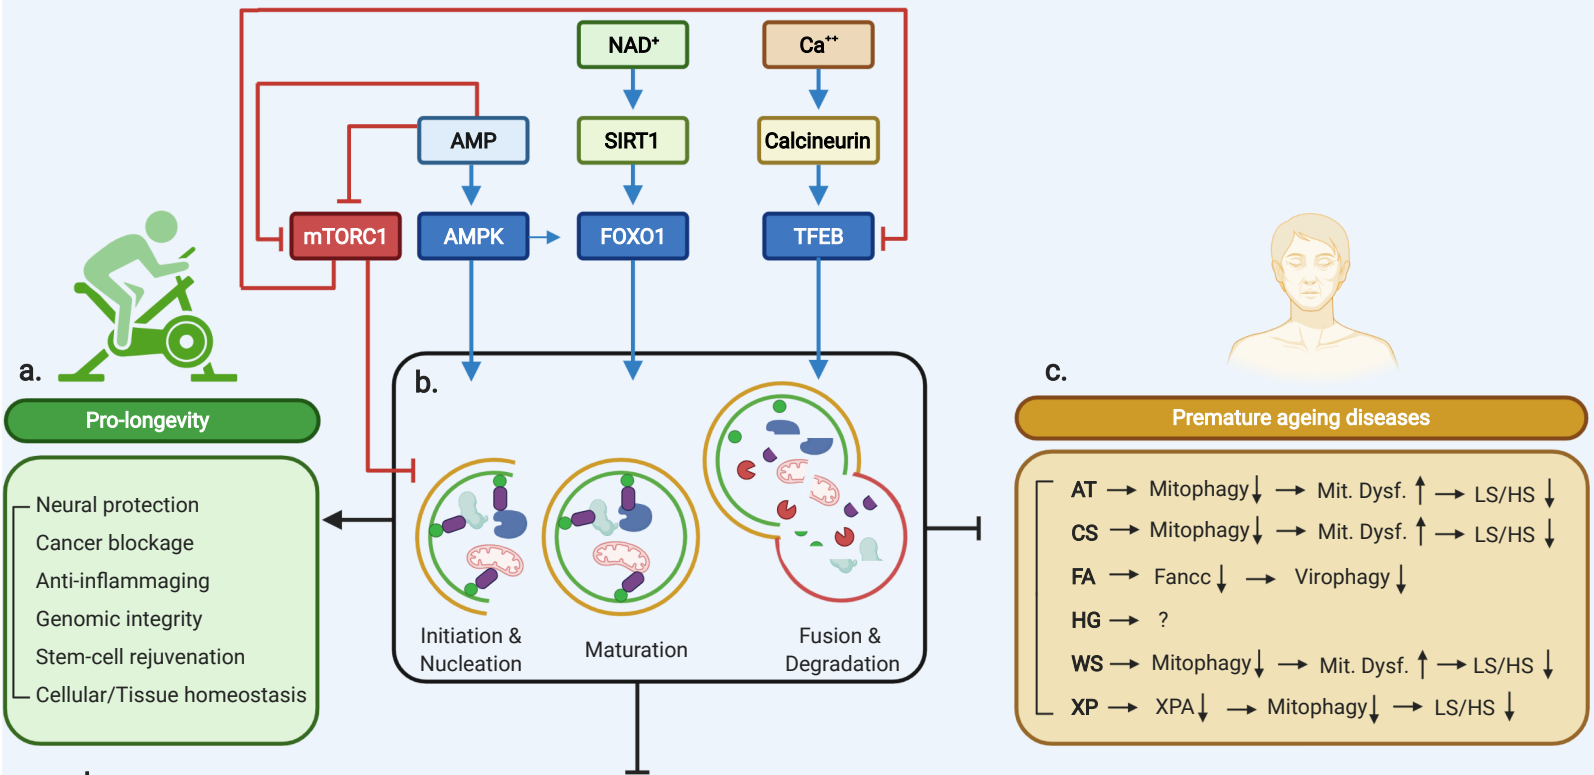 NAD⁺
Ca⁺⁺
AMP
SIRT1
Calcineurin
mTORC1
AMPK
FOXO1
TFEB
a.
Pro-longevity
Neural protection
Cancer blockage
Anti-inflammaging
Genomic integrity
Stem-cell rejuvenation
Cellular/Tissue homeostasis
b.
Initiation &
Nucleation
Maturation
Fusion &
Degradation
c.
Premature ageing diseases
AT → Mitophagy↓ → Mit. Dysf. ↑ → LS/HS ↓
CS → Mitophagy↓ → Mit. Dysf. ↑ → LS/HS ↓
FA → Fancc↓ → Virophagy↓
HG → ?
WS → Mitophagy↓ → Mit. Dysf. ↑ → LS/HS ↓
XP → XPA↓ → Mitophagy↓ → LS/HS ↓